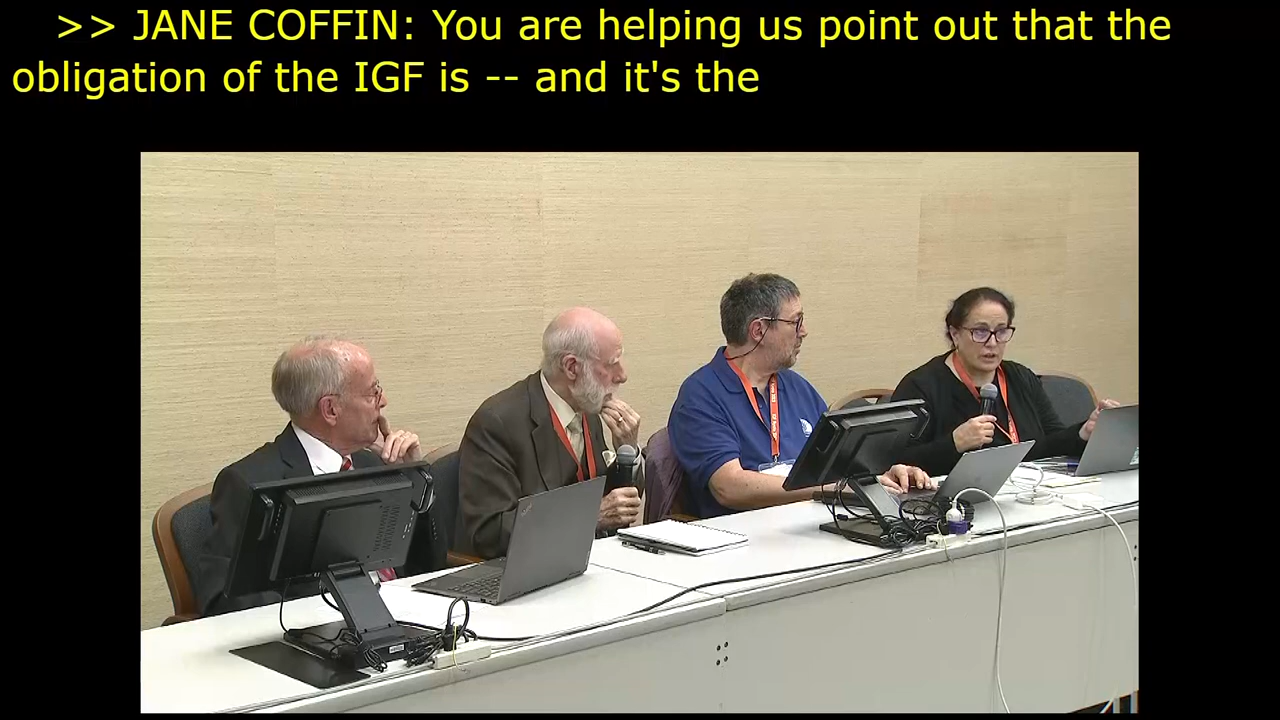 >> JANE COFFIN: You are helping us point out that the
obligation of the IGF is -- and it's the